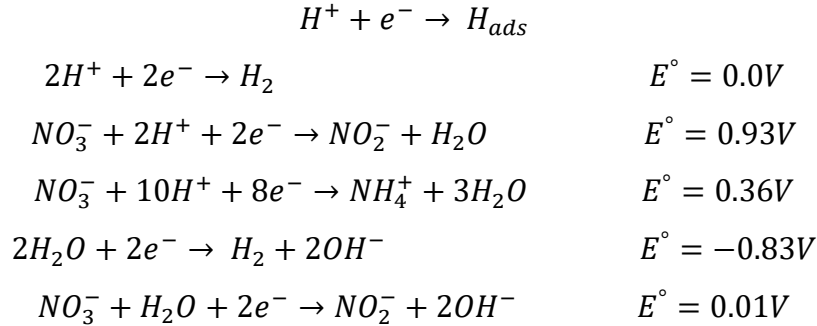 H⁺ + e⁻ → H_ads
2H⁺ + 2e⁻ → H₂ E° = 0.0V
NO₃⁻ + 2H⁺ + 2e⁻ → NO₂⁻ + H₂O E° = 0.93V
NO₃⁻ + 10H⁺ + 8e⁻ → NH₄⁺ + 3H₂O E° = 0.36V
2H₂O + 2e⁻ → H₂ + 2OH⁻ E° = −0.83V
NO₃⁻ + H₂O + 2e⁻ → NO₂⁻ + 2OH⁻ E° = 0.01V